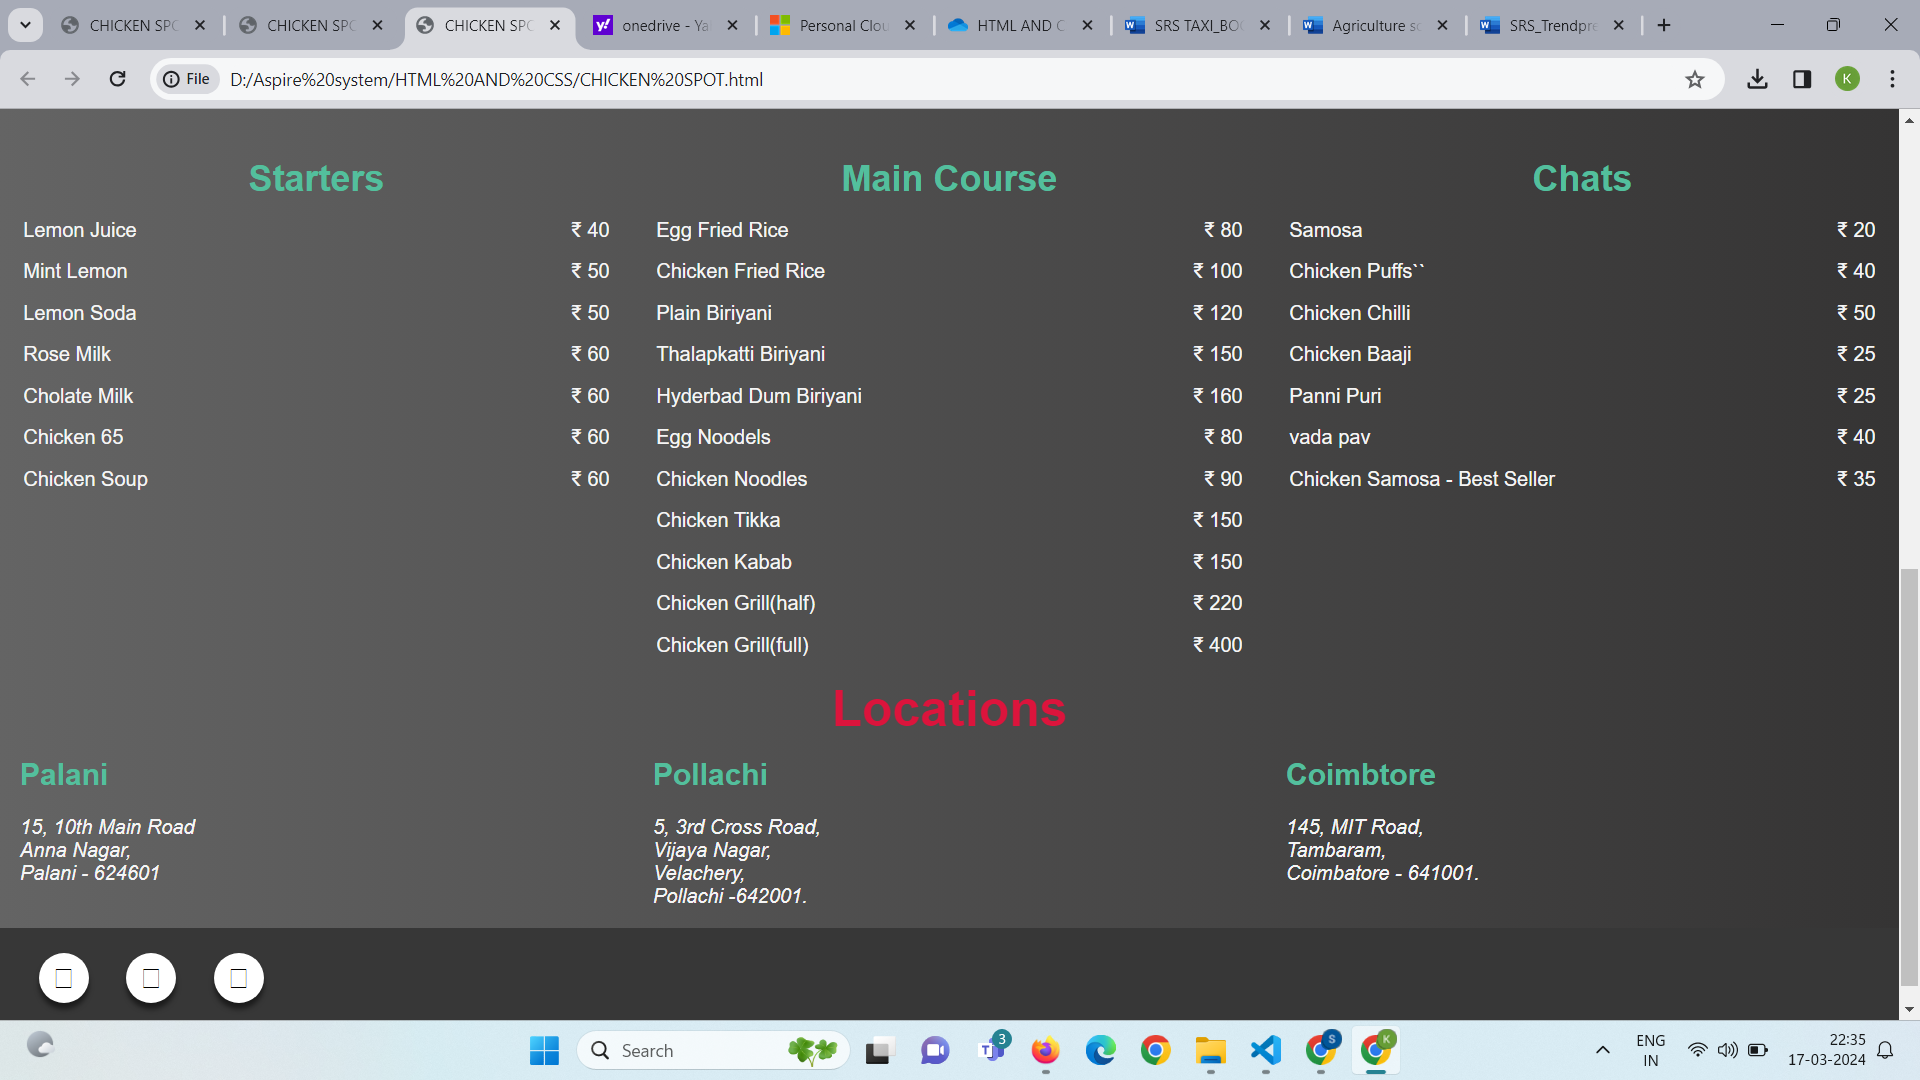 CHICKEN SPO
CHICKEN SPO
CHICKEN SPO
onedrive - Ya
Personal Clou
HTML AND C
SRS TAXI_BOO
Agriculture sc
SRS_Trendpre
File
D:/Aspire%20system/HTML%20AND%20CSS/CHICKEN%20SPOT.html
K
Starters
Lemon Juice ₹ 40
Mint Lemon ₹ 50
Lemon Soda ₹ 50
Rose Milk ₹ 60
Cholate Milk ₹ 60
Chicken 65 ₹ 60
Chicken Soup ₹ 60
Main Course
Egg Fried Rice ₹ 80
Chicken Fried Rice ₹ 100
Plain Biriyani ₹ 120
Thalapkatti Biriyani ₹ 150
Hyderbad Dum Biriyani ₹ 160
Egg Noodels ₹ 80
Chicken Noodles ₹ 90
Chicken Tikka ₹ 150
Chicken Kabab ₹ 150
Chicken Grill(half) ₹ 220
Chicken Grill(full) ₹ 400
Chats
Samosa ₹ 20
Chicken Puffs`` ₹ 40
Chicken Chilli ₹ 50
Chicken Baaji ₹ 25
Panni Puri ₹ 25
vada pav ₹ 40
Chicken Samosa - Best Seller ₹ 35
Locations
Palani
15, 10th Main Road
Anna Nagar,
Palani - 624601
Pollachi
5, 3rd Cross Road,
Vijaya Nagar,
Velachery,
Pollachi -642001.
Coimbtore
145, MIT Road,
Tambaram,
Coimbatore - 641001.
Search
3
S
K
ENG
IN
22:35
17-03-2024